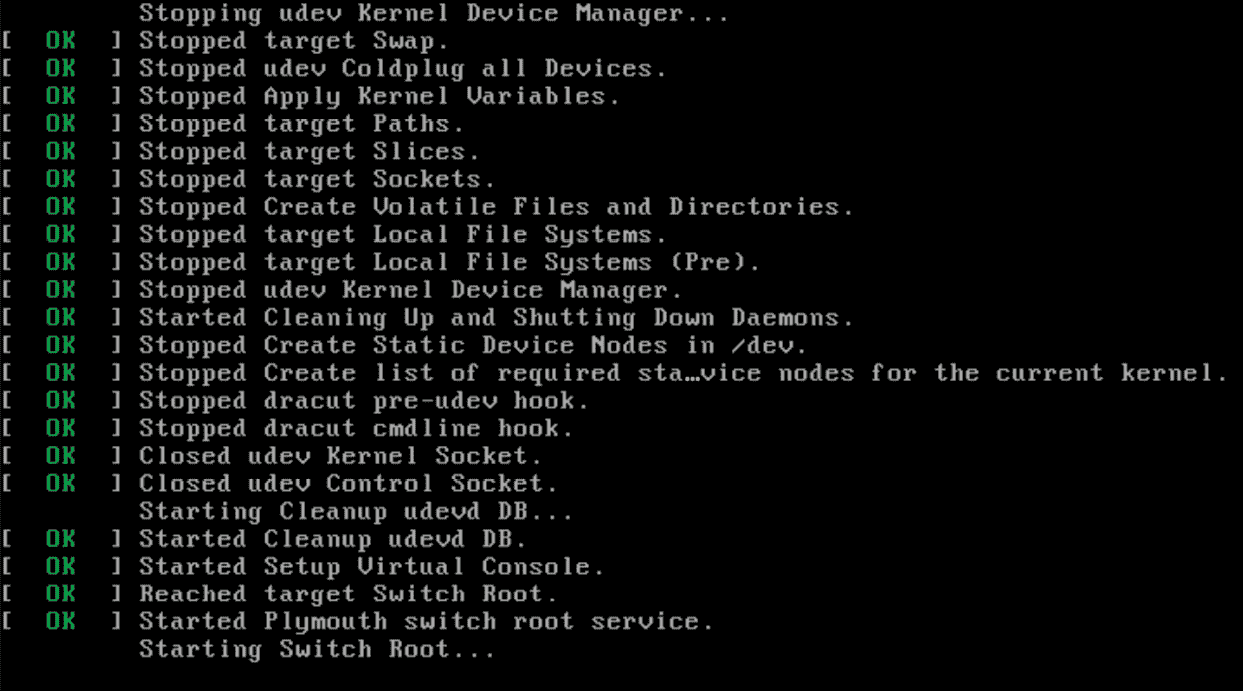 Stopping udev Kernel Device Manager...
[  OK  ] Stopped target Swap.
[  OK  ] Stopped udev Coldplug all Devices.
[  OK  ] Stopped Apply Kernel Variables.
[  OK  ] Stopped target Paths.
[  OK  ] Stopped target Slices.
[  OK  ] Stopped target Sockets.
[  OK  ] Stopped Create Volatile Files and Directories.
[  OK  ] Stopped target Local File Systems.
[  OK  ] Stopped target Local File Systems (Pre).
[  OK  ] Stopped udev Kernel Device Manager.
[  OK  ] Started Cleaning Up and Shutting Down Daemons.
[  OK  ] Stopped Create Static Device Nodes in /dev.
[  OK  ] Stopped Create list of required sta…vice nodes for the current kernel.
[  OK  ] Stopped dracut pre-udev hook.
[  OK  ] Stopped dracut cmdline hook.
[  OK  ] Closed udev Kernel Socket.
[  OK  ] Closed udev Control Socket.
Starting Cleanup udevd DB...
[  OK  ] Started Cleanup udevd DB.
[  OK  ] Started Setup Virtual Console.
[  OK  ] Reached target Switch Root.
[  OK  ] Started Plymouth switch root service.
Starting Switch Root...